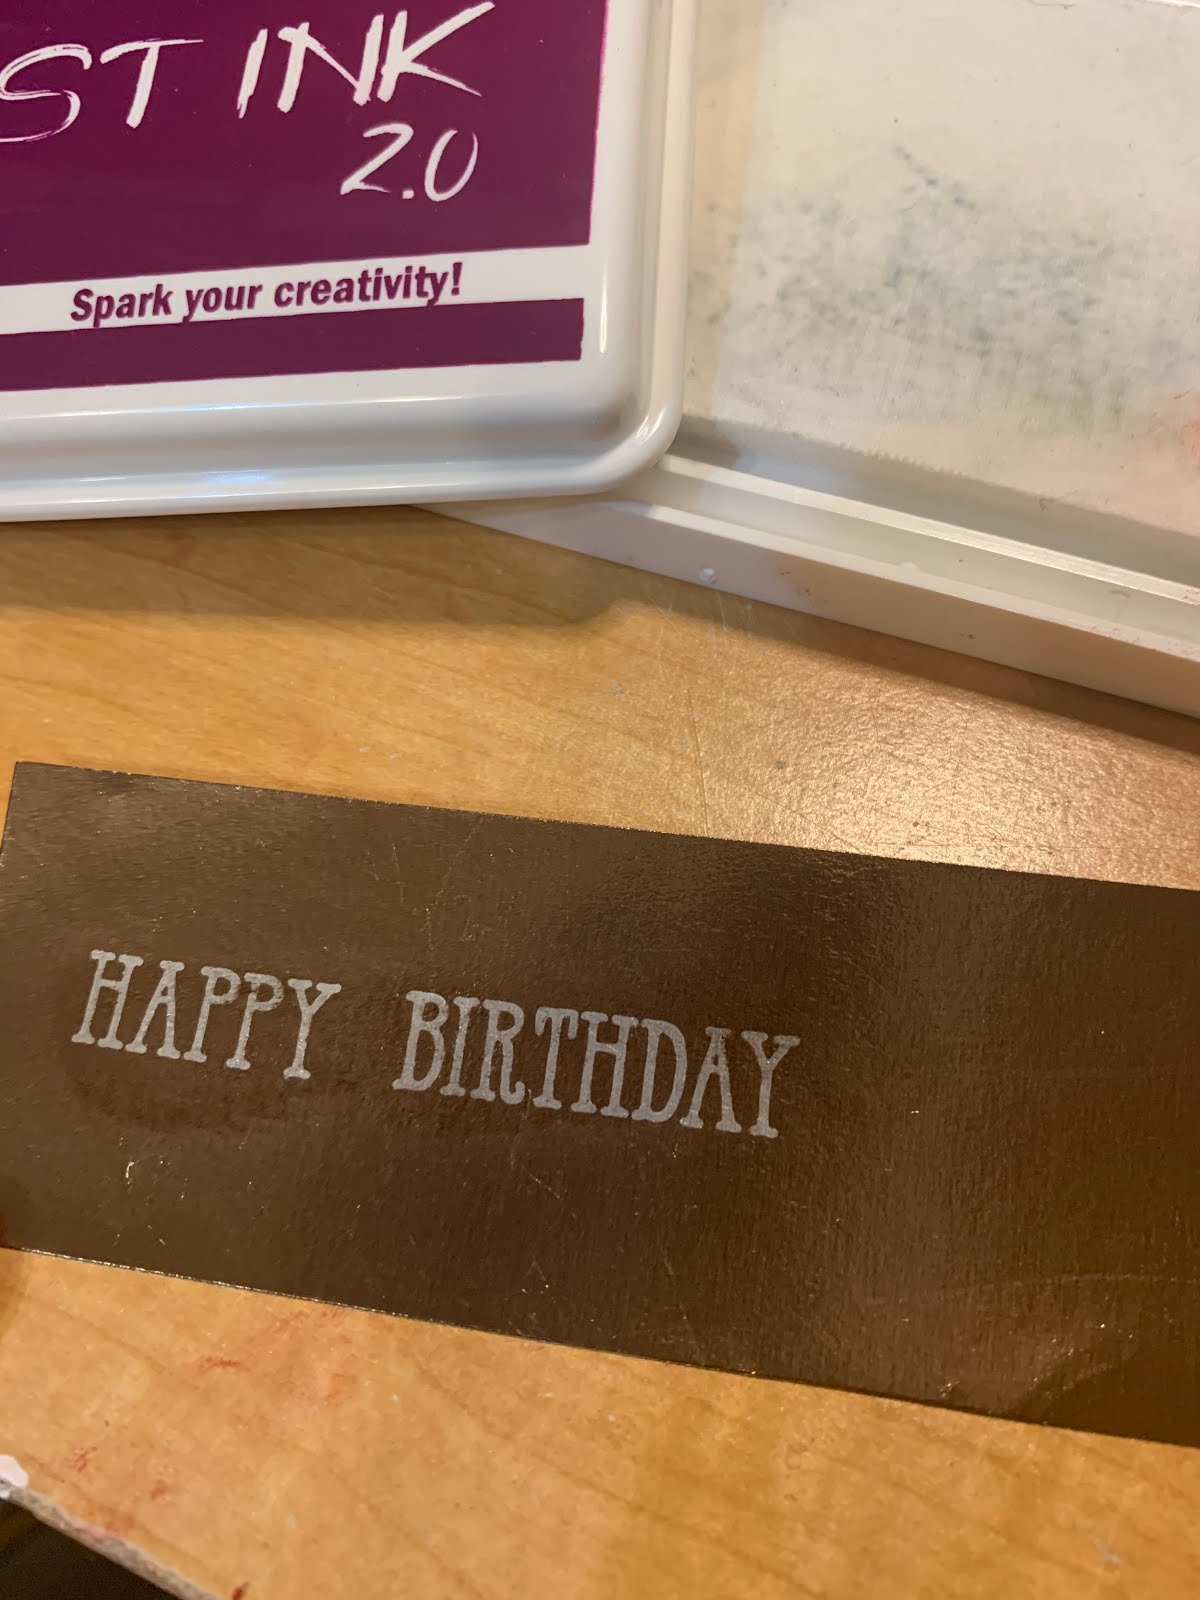 ST INK
2.0
Spark your creativity!
HAPPY BIRTHDAY